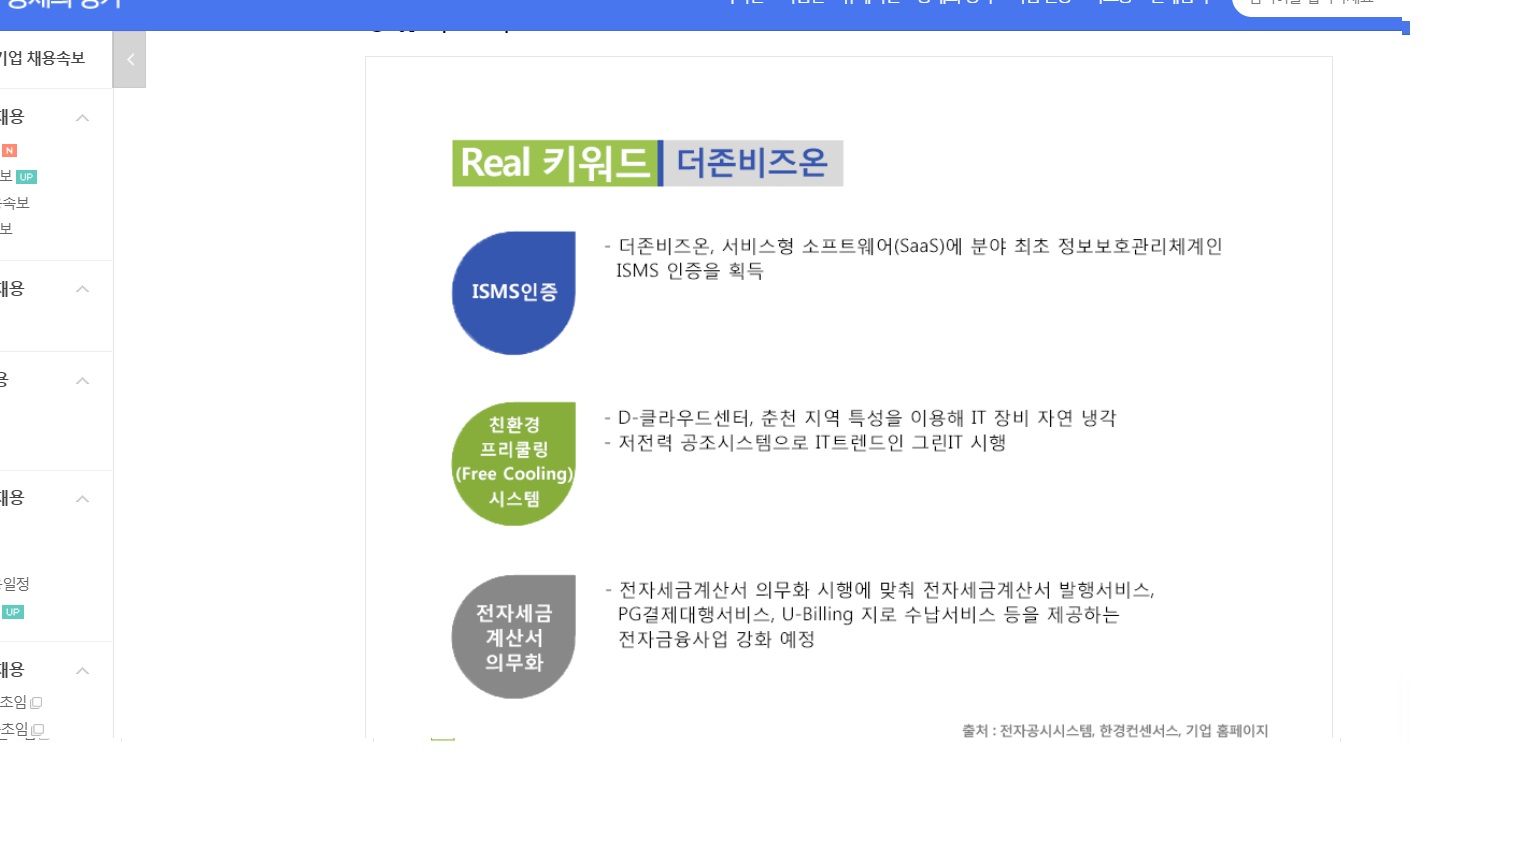 기업 채용속보
채용
N
보 UP
속보
보
채용
용
채용
일정
UP
채용
초임
초임
Real 키워드 더존비즈온
ISMS인증
- 더존비즈온, 서비스형 소프트웨어(SaaS)에 분야 최초 정보보호관리체계인
ISMS 인증을 획득
친환경
프리쿨링
(Free Cooling)
시스템
- D-클라우드센터, 춘천 지역 특성을 이용해 IT 장비 자연 냉각
- 저전력 공조시스템으로 IT트렌드인 그린IT 시행
전자세금
계산서
의무화
- 전자세금계산서 의무화 시행에 맞춰 전자세금계산서 발행서비스,
PG결제대행서비스, U-Billing 지로 수납서비스 등을 제공하는
전자금융사업 강화 예정
출처 : 전자공시시스템, 한경컨센서스, 기업 홈페이지